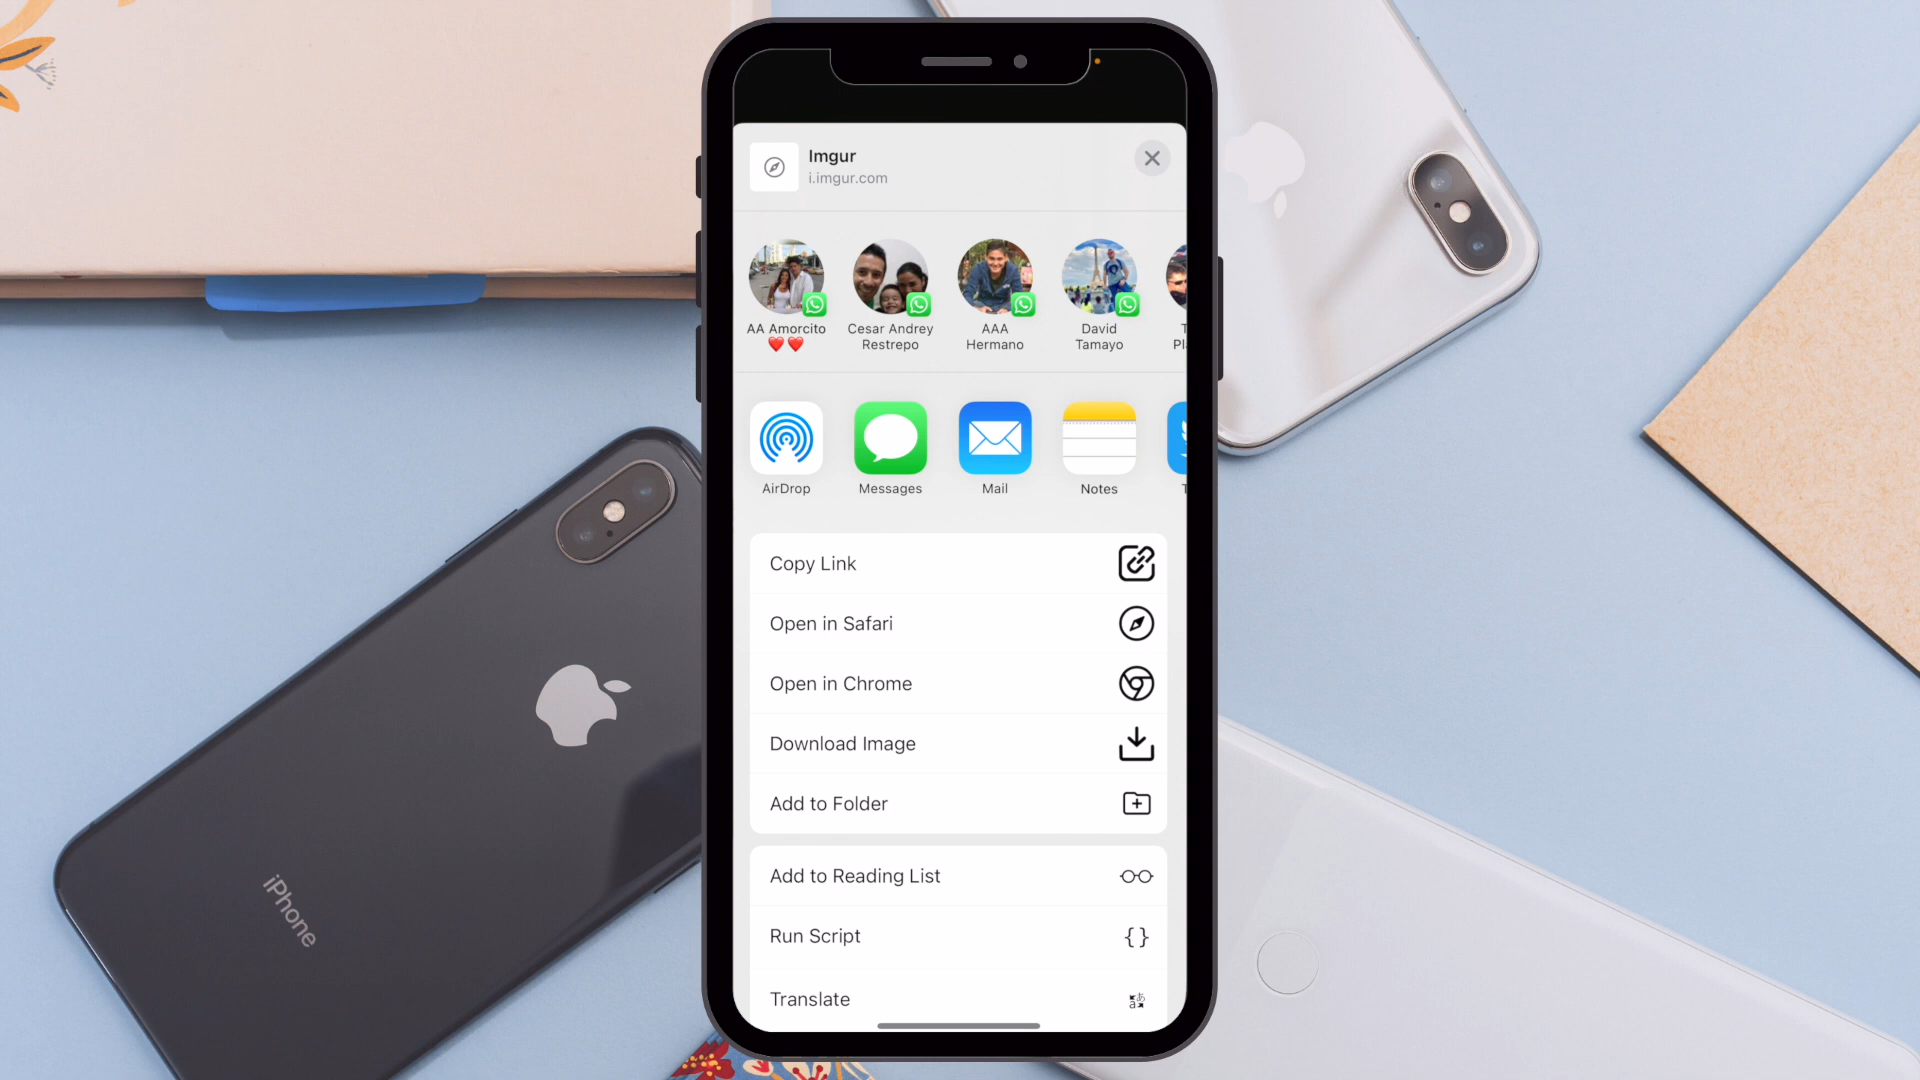 Imgur
i.imgur.com
AA Amorcito
❤️❤️
Cesar Andrey
Restrepo
AAA
Hermano
David
Tamayo
AirDrop
Messages
Mail
Notes
Copy Link
Open in Safari
Open in Chrome
Download Image
Add to Folder
Add to Reading List
Run Script
{ }
Translate
iPhone